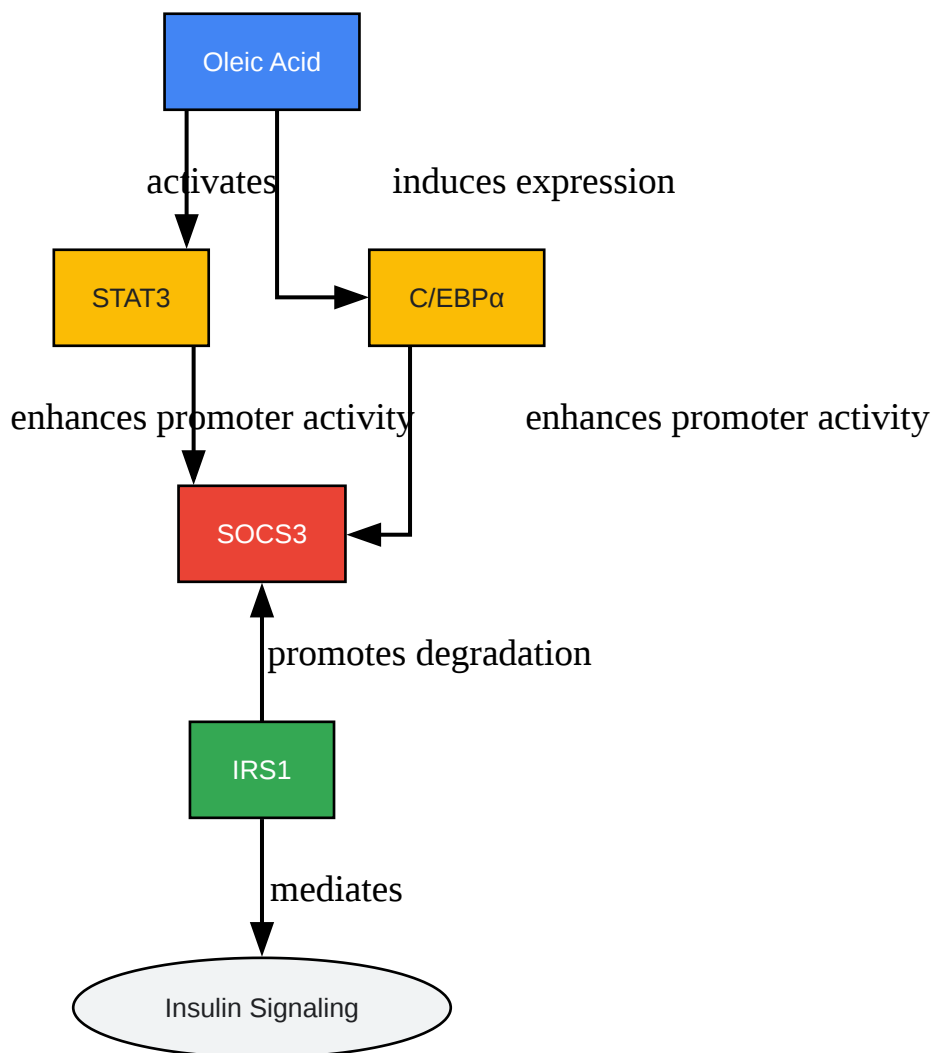 Oleic Acid
activates
induces expression
STAT3
C/EBPα
enhances promoter activity
enhances promoter activity
SOCS3
promotes degradation
IRS1
mediates
Insulin Signaling